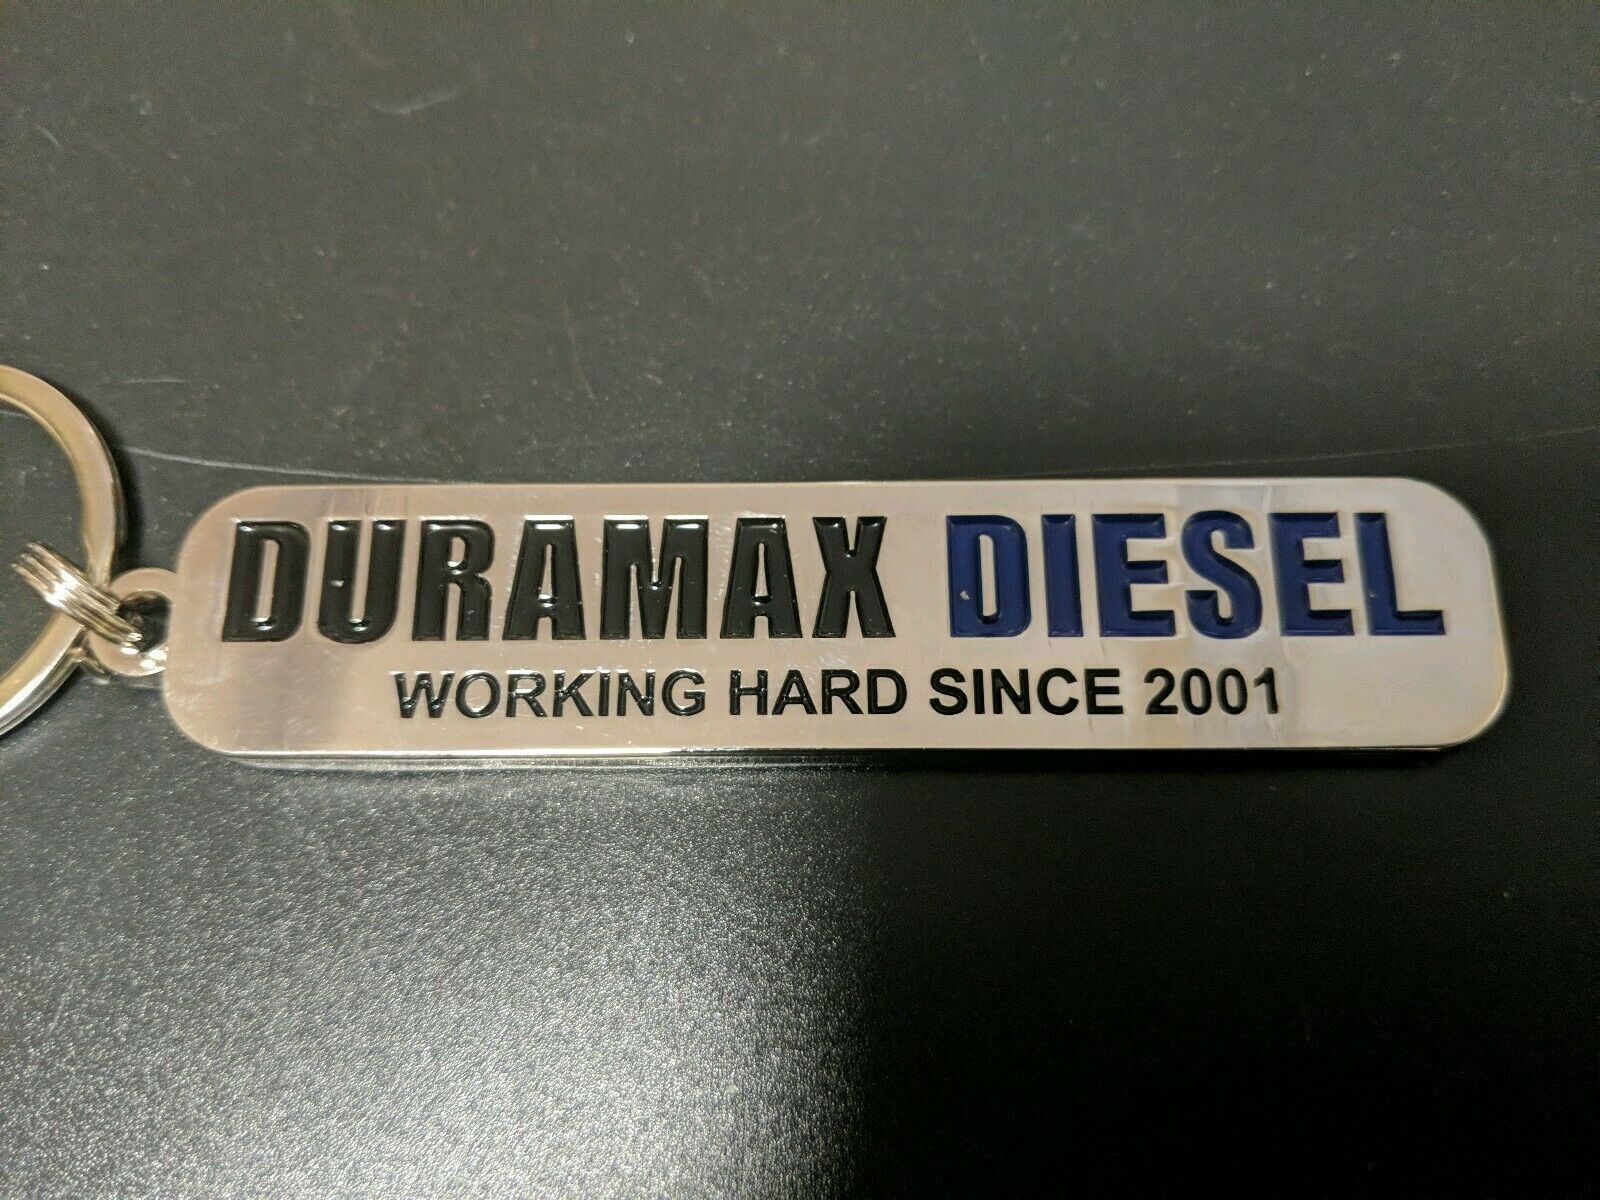 DURAMAX DIESEL
WORKING HARD SINCE 2001